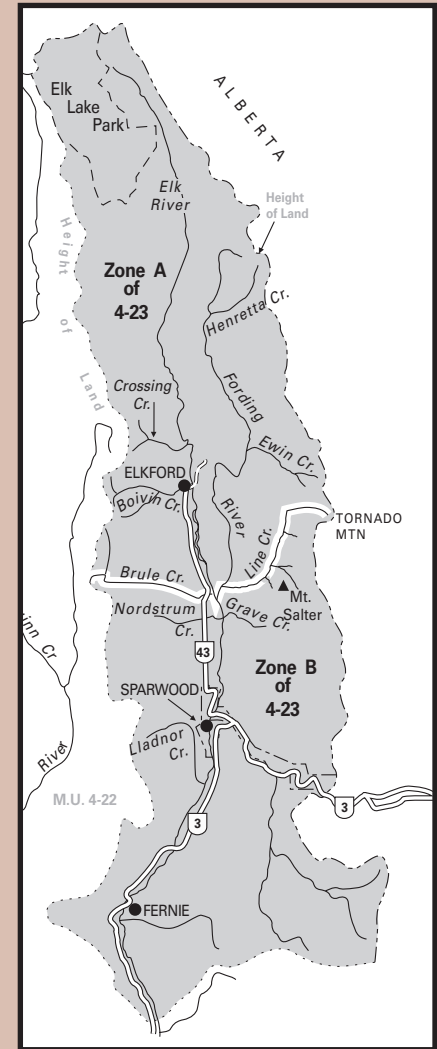 ALBERTA
Elk
Lake
Park
Elk
River
Height
of Land
Height of Land
Zone A
of
4-23
Henretta Cr.
Crossing
Cr.
Fording River
Ewin Cr.
ELKFORD
Boivin Cr.
TORNADO
MTN
Line Cr.
Brule Cr.
Mt.
Salter
Nordstrum
Cr.
Grave Cr.
43
Zone B
of
4-23
SPARWOOD
Lladnor
Cr.
inn Cr
River
M.U. 4-22
3
3
FERNIE